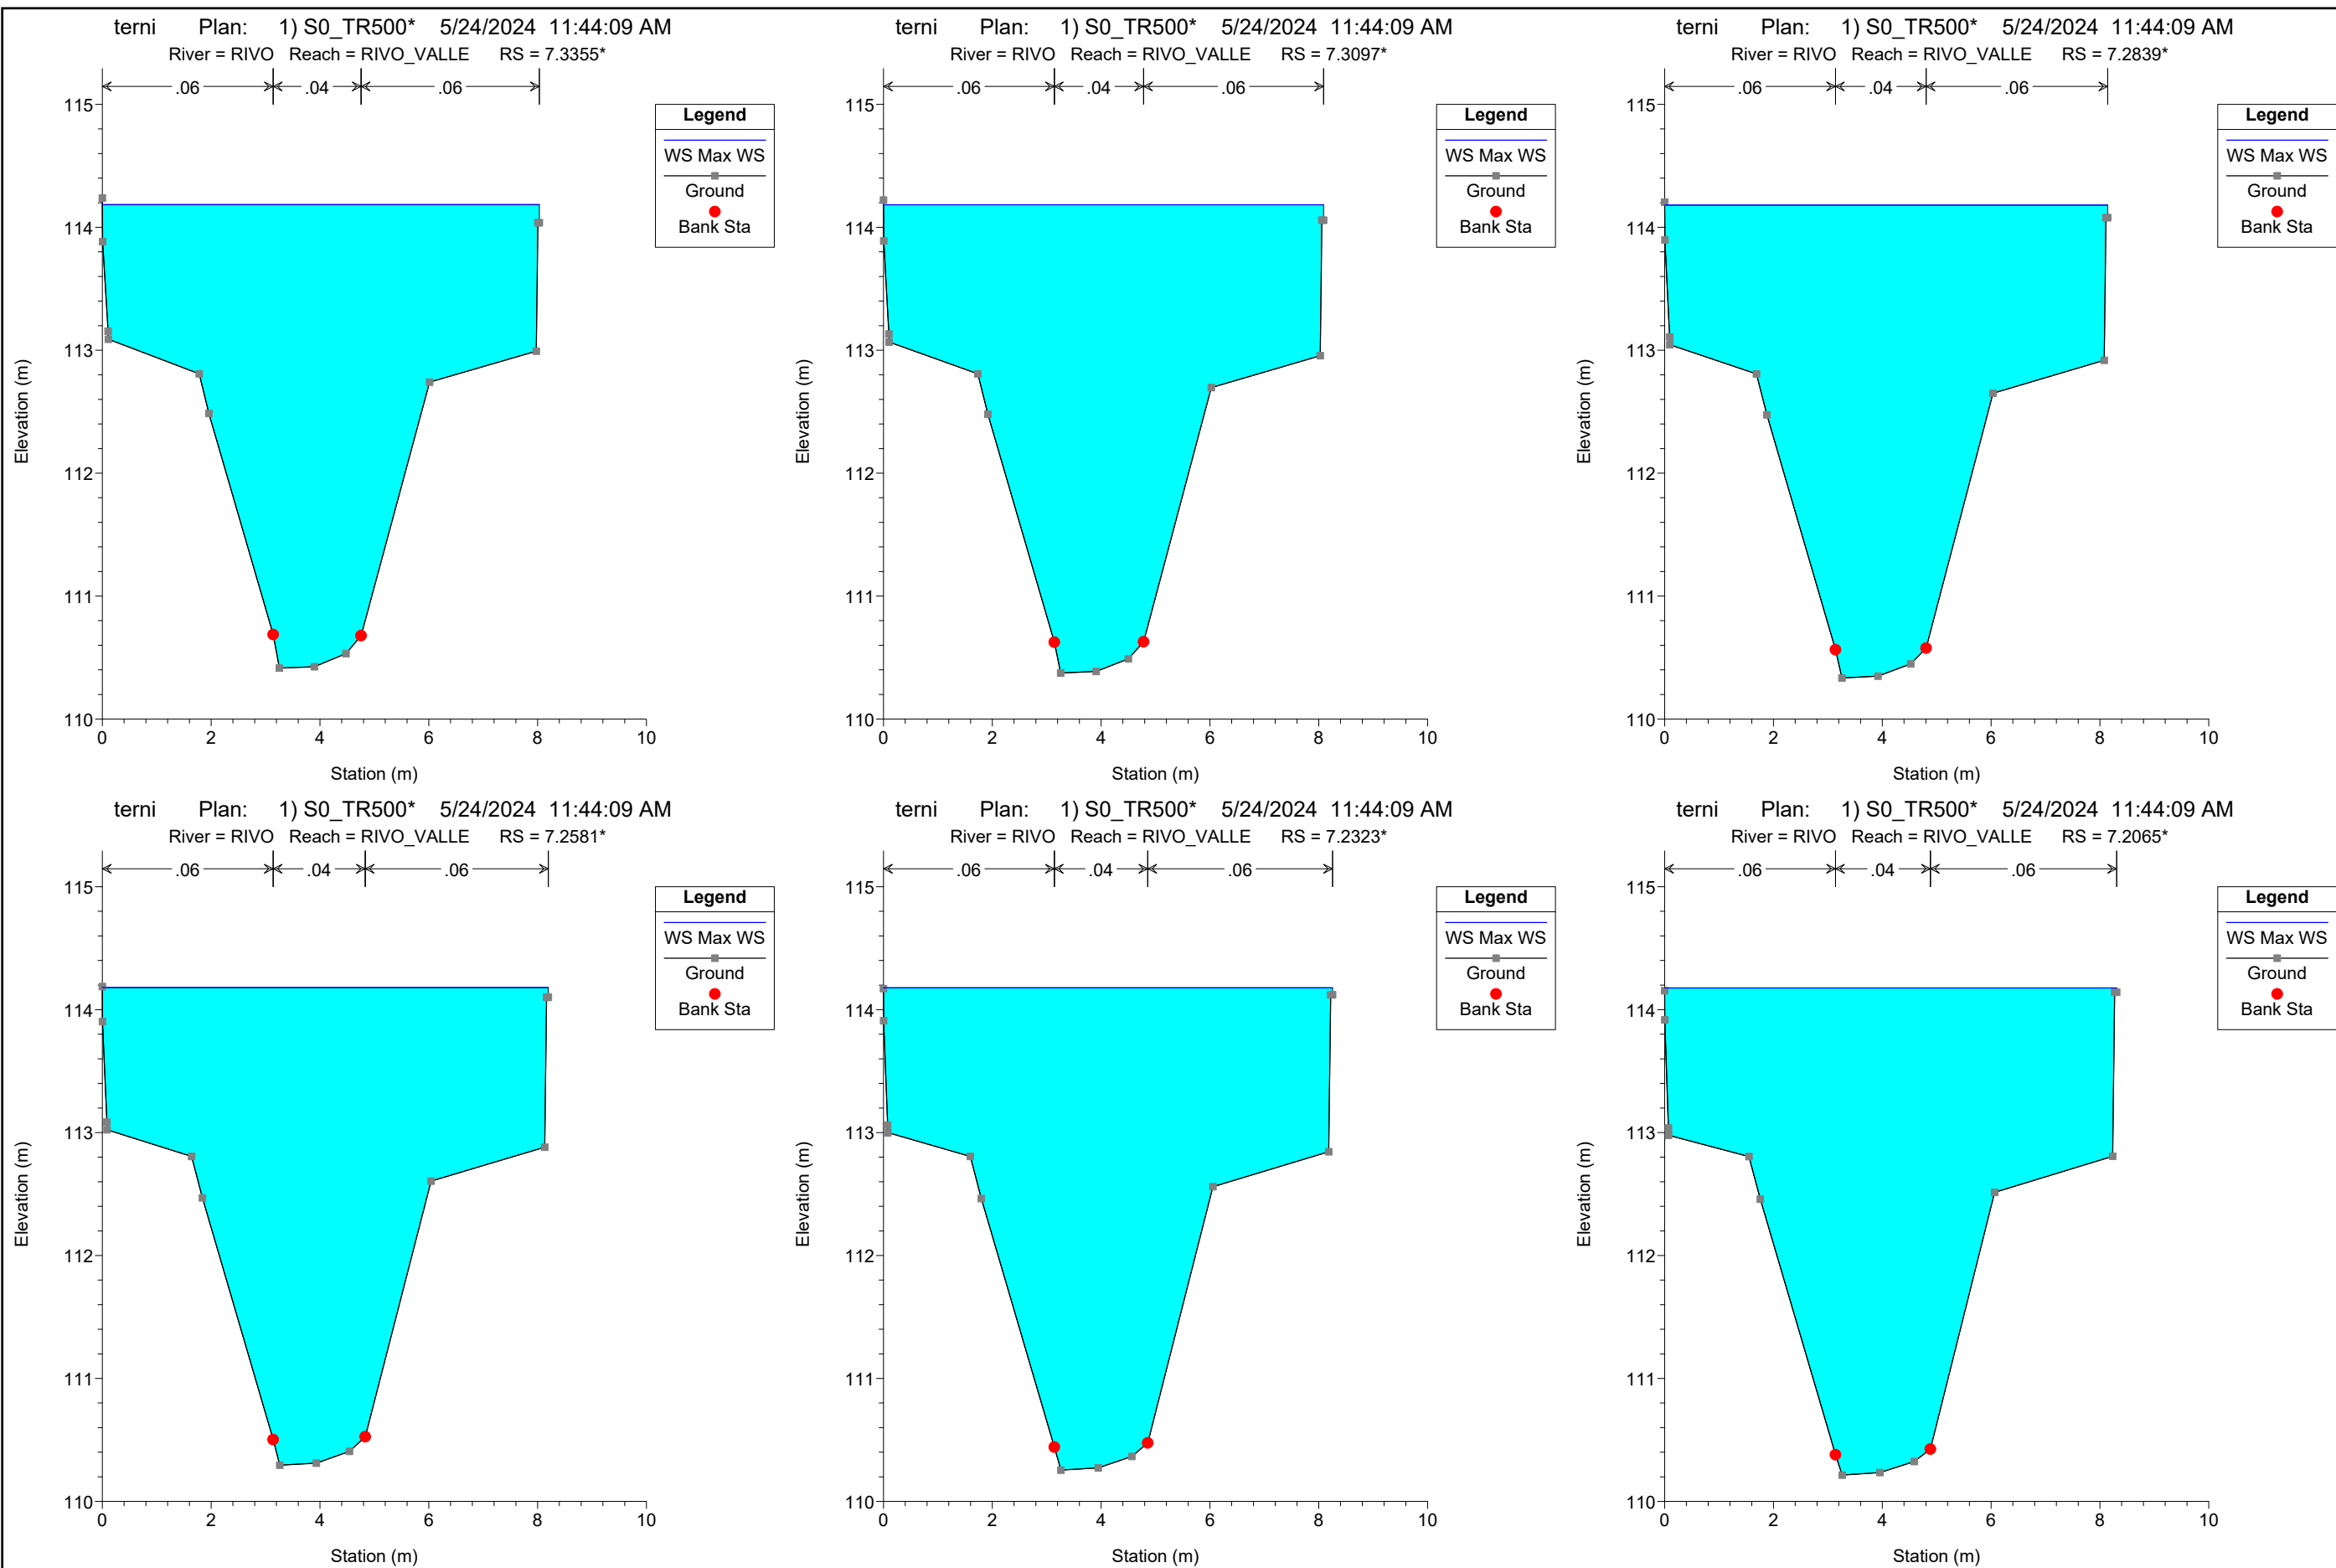 terni Plan: 1) S0_TR500* 5/24/2024 11:44:09 AM
River = RIVO Reach = RIVO_VALLE RS = 7.3355*
.06 .04 .06
115
114
113
112
111
110
Elevation (m)
0 2 4 6 8 10
Station (m)
Legend
WS Max WS
Ground
Bank Sta
terni Plan: 1) S0_TR500* 5/24/2024 11:44:09 AM
River = RIVO Reach = RIVO_VALLE RS = 7.3097*
.06 .04 .06
115
114
113
112
111
110
Elevation (m)
0 2 4 6 8 10
Station (m)
Legend
WS Max WS
Ground
Bank Sta
terni Plan: 1) S0_TR500* 5/24/2024 11:44:09 AM
River = RIVO Reach = RIVO_VALLE RS = 7.2839*
.06 .04 .06
115
114
113
112
111
110
Elevation (m)
0 2 4 6 8 10
Station (m)
Legend
WS Max WS
Ground
Bank Sta
terni Plan: 1) S0_TR500* 5/24/2024 11:44:09 AM
River = RIVO Reach = RIVO_VALLE RS = 7.2581*
.06 .04 .06
115
114
113
112
111
110
Elevation (m)
0 2 4 6 8 10
Station (m)
Legend
WS Max WS
Ground
Bank Sta
terni Plan: 1) S0_TR500* 5/24/2024 11:44:09 AM
River = RIVO Reach = RIVO_VALLE RS = 7.2323*
.06 .04 .06
115
114
113
112
111
110
Elevation (m)
0 2 4 6 8 10
Station (m)
Legend
WS Max WS
Ground
Bank Sta
terni Plan: 1) S0_TR500* 5/24/2024 11:44:09 AM
River = RIVO Reach = RIVO_VALLE RS = 7.2065*
.06 .04 .06
115
114
113
112
111
110
Elevation (m)
0 2 4 6 8 10
Station (m)
Legend
WS Max WS
Ground
Bank Sta